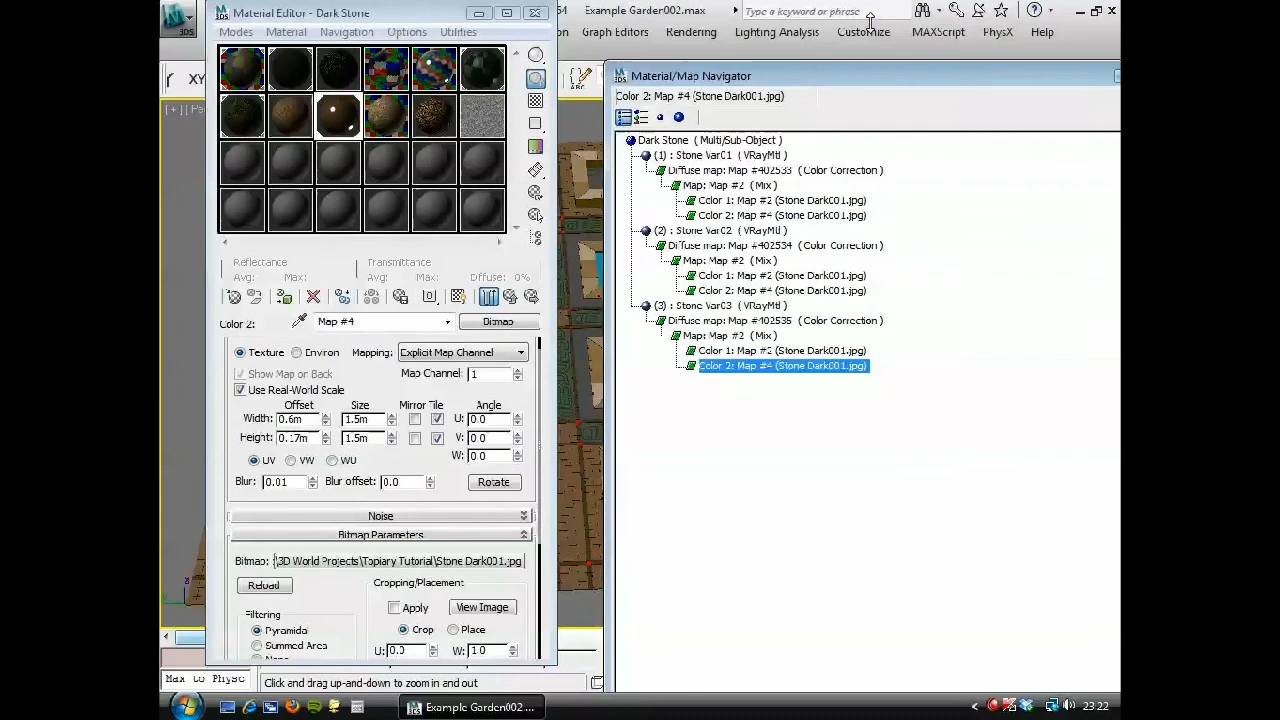 Material Editor - Dark Stone
Modes Material Navigation Options Utilities
Reflectance Transmittance
Avg: Max: Avg: Max: Diffuse: 0%
Color 2: Map #4 Bitmap
Texture Environ Mapping: Explicit Map Channel
Show Map on Back Map Channel: 1
Use Real-World Scale
Offset Size Mirror Tile Angle
Width: 0.6m 1.5m U: 0.0
Height: 0.17m 1.5m V: 0.0
W: 0.0
UV VW WU
Blur: 0.01 Blur offset: 0.0 Rotate
Noise
Bitmap Parameters
Bitmap: \3D World Projects\Topiary Tutorial\Stone Dark001.jpg
Reload Cropping/Placement
Apply View Image
Filtering
Crop Place
Pyramidal
Summed Area
U: 0.0 W: 1.0
Example Garden002.max Type a keyword or phrase
Graph Editors Rendering Lighting Analysis Customize MAXScript PhysX Help
XY
ABC
Material/Map Navigator
Color 2: Map #4 (Stone Dark001.jpg)
Dark Stone ( Multi/Sub-Object )
(1) : Stone Var01 ( VRayMtl )
Diffuse map: Map #402533 ( Color Correction )
Map: Map #2 ( Mix )
Color 1: Map #2 (Stone Dark001.jpg)
Color 2: Map #4 (Stone Dark001.jpg)
(2) : Stone Var02 ( VRayMtl )
Diffuse map: Map #402534 ( Color Correction )
Map: Map #2 ( Mix )
Color 1: Map #2 (Stone Dark001.jpg)
Color 2: Map #4 (Stone Dark001.jpg)
(3) : Stone Var03 ( VRayMtl )
Diffuse map: Map #402535 ( Color Correction )
Map: Map #2 ( Mix )
Color 1: Map #2 (Stone Dark001.jpg)
Color 2: Map #4 (Stone Dark001.jpg)
Max to Physc
Click and drag up-and-down to zoom in and out
Example Garden002....
23:22